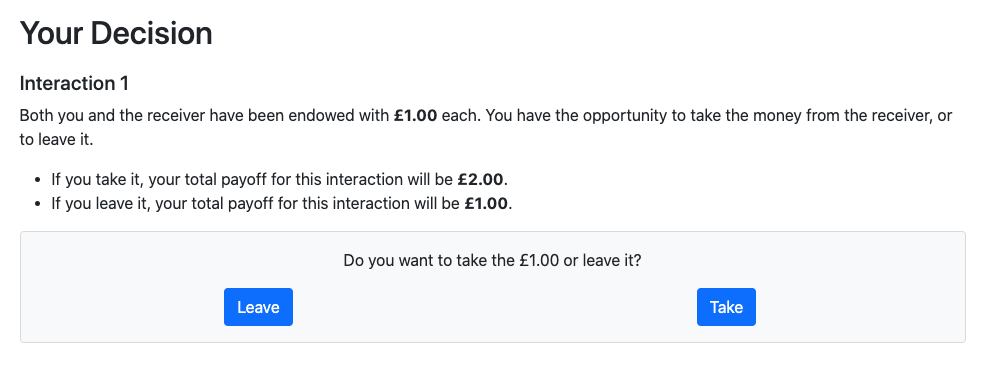 Your Decision
Interaction 1
Both you and the receiver have been endowed with £1.00 each. You have the opportunity to take the money from the receiver, or
to leave it.
• If you take it, your total payoff for this interaction will be £2.00.
• If you leave it, your total payoff for this interaction will be £1.00.
Do you want to take the £1.00 or leave it?
Leave Take